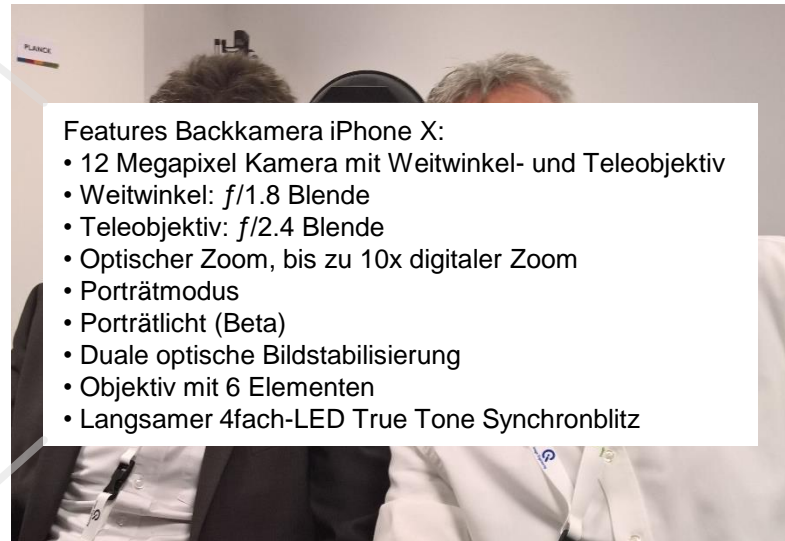 PLANCK
Features Backkamera iPhone X:
• 12 Megapixel Kamera mit Weitwinkel- und Teleobjektiv
• Weitwinkel: ƒ/1.8 Blende
• Teleobjektiv: ƒ/2.4 Blende
• Optischer Zoom, bis zu 10x digitaler Zoom
• Porträtmodus
• Porträtlicht (Beta)
• Duale optische Bildstabilisierung
• Objektiv mit 6 Elementen
• Langsamer 4fach-LED True Tone Synchronblitz